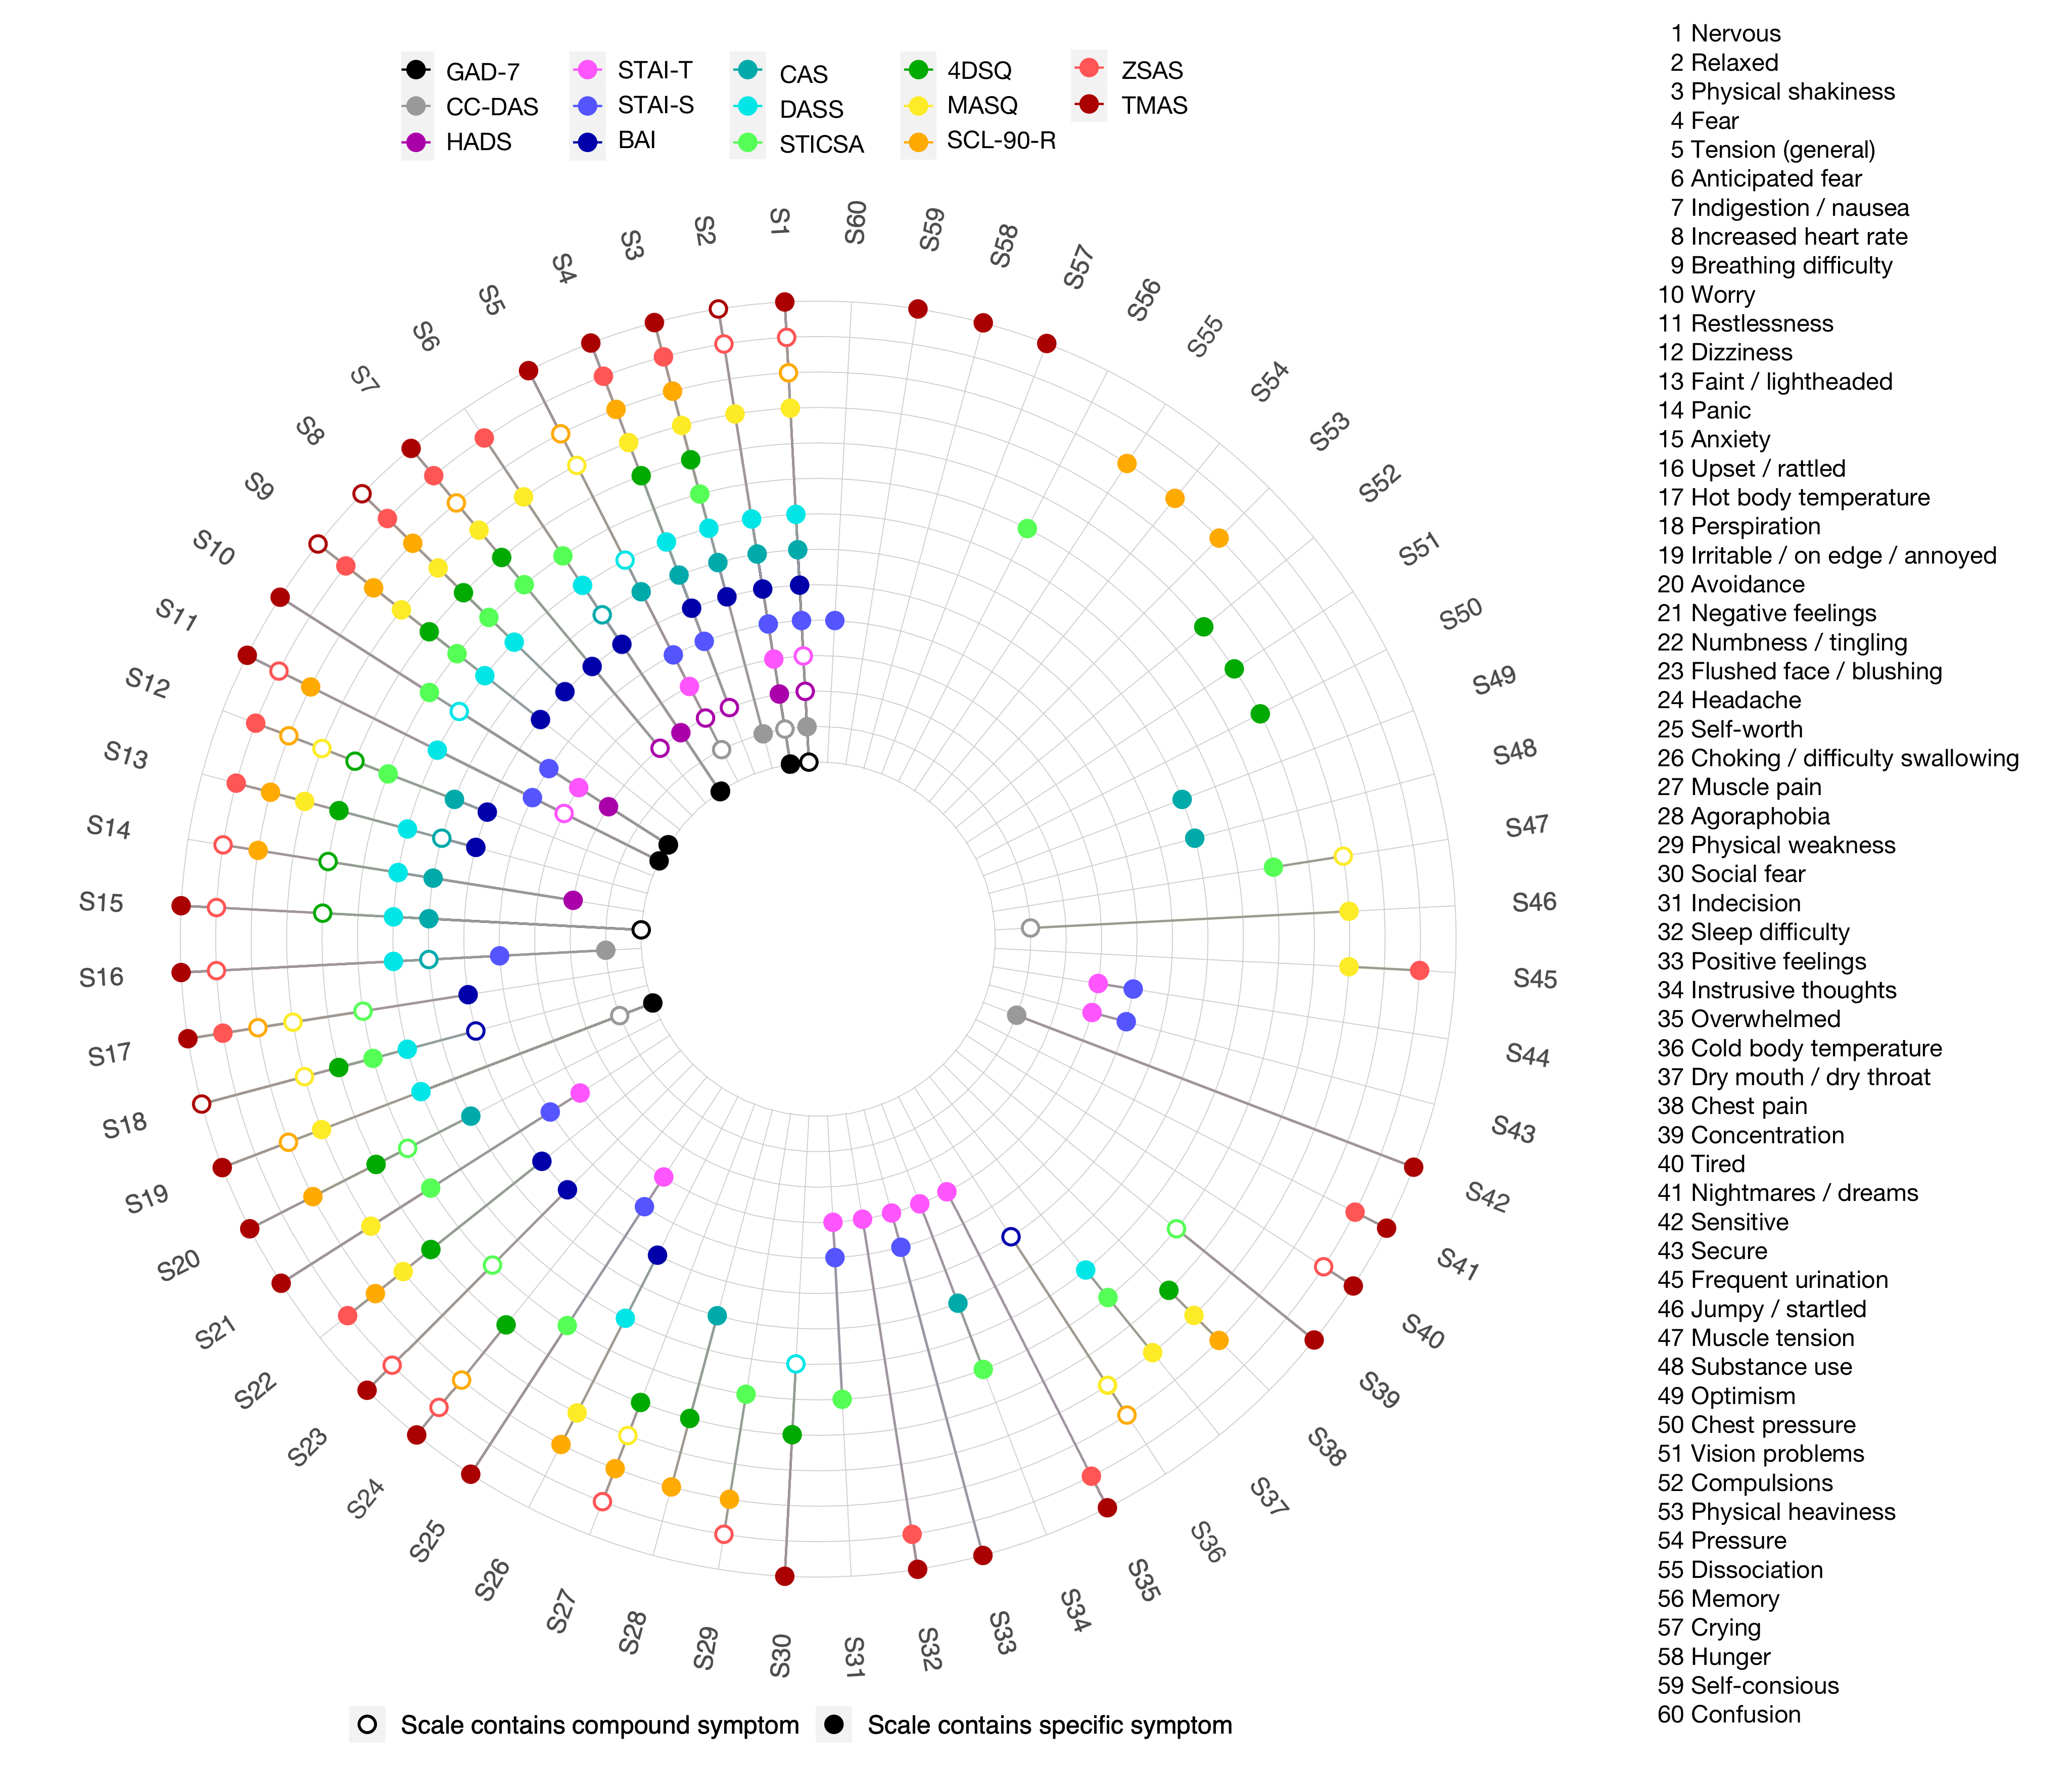 GAD-7 STAI-T CAS 4DSQ ZSAS
CC-DAS STAI-S DASS MASQ TMAS
HADS BAI STICSA SCL-90-R
S1
S2
S3
S4
S5
S6
S7
S8
S9
S10
S11
S12
S13
S14
S15
S16
S17
S18
S19
S20
S21
S22
S23
S24
S25
S26
S27
S28
S29
S30
S31
S32
S33
S34
S35
S36
S37
S38
S39
S40
S41
S42
S43
S44
S45
S46
S47
S48
S49
S50
S51
S52
S53
S54
S55
S56
S57
S58
S59
S60
Scale contains compound symptom Scale contains specific symptom
1 Nervous
2 Relaxed
3 Physical shakiness
4 Fear
5 Tension (general)
6 Anticipated fear
7 Indigestion / nausea
8 Increased heart rate
9 Breathing difficulty
10 Worry
11 Restlessness
12 Dizziness
13 Faint / lightheaded
14 Panic
15 Anxiety
16 Upset / rattled
17 Hot body temperature
18 Perspiration
19 Irritable / on edge / annoyed
20 Avoidance
21 Negative feelings
22 Numbness / tingling
23 Flushed face / blushing
24 Headache
25 Self-worth
26 Choking / difficulty swallowing
27 Muscle pain
28 Agoraphobia
29 Physical weakness
30 Social fear
31 Indecision
32 Sleep difficulty
33 Positive feelings
34 Instrusive thoughts
35 Overwhelmed
36 Cold body temperature
37 Dry mouth / dry throat
38 Chest pain
39 Concentration
40 Tired
41 Nightmares / dreams
42 Sensitive
43 Secure
45 Frequent urination
46 Jumpy / startled
47 Muscle tension
48 Substance use
49 Optimism
50 Chest pressure
51 Vision problems
52 Compulsions
53 Physical heaviness
54 Pressure
55 Dissociation
56 Memory
57 Crying
58 Hunger
59 Self-consious
60 Confusion